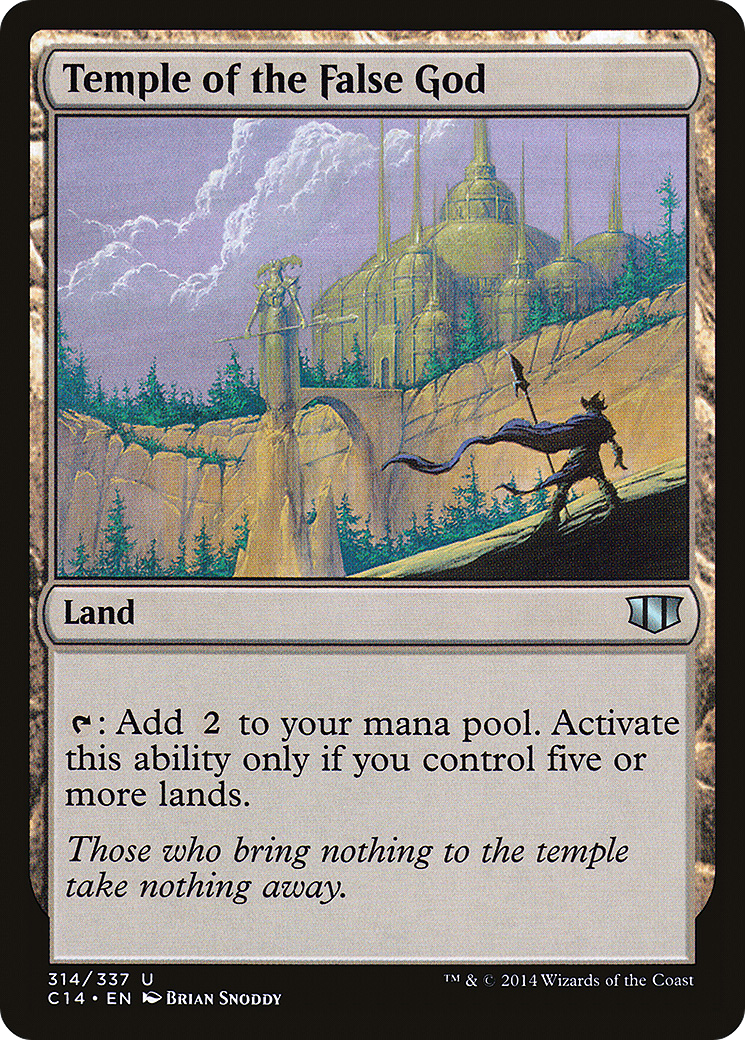 Temple of the False God
Land
: Add 2 to your mana pool. Activate
this ability only if you control five or
more lands.
Those who bring nothing to the temple
take nothing away.
314/337 U
™ & © 2014 Wizards of the Coast
C14 • EN Brian Snoddy